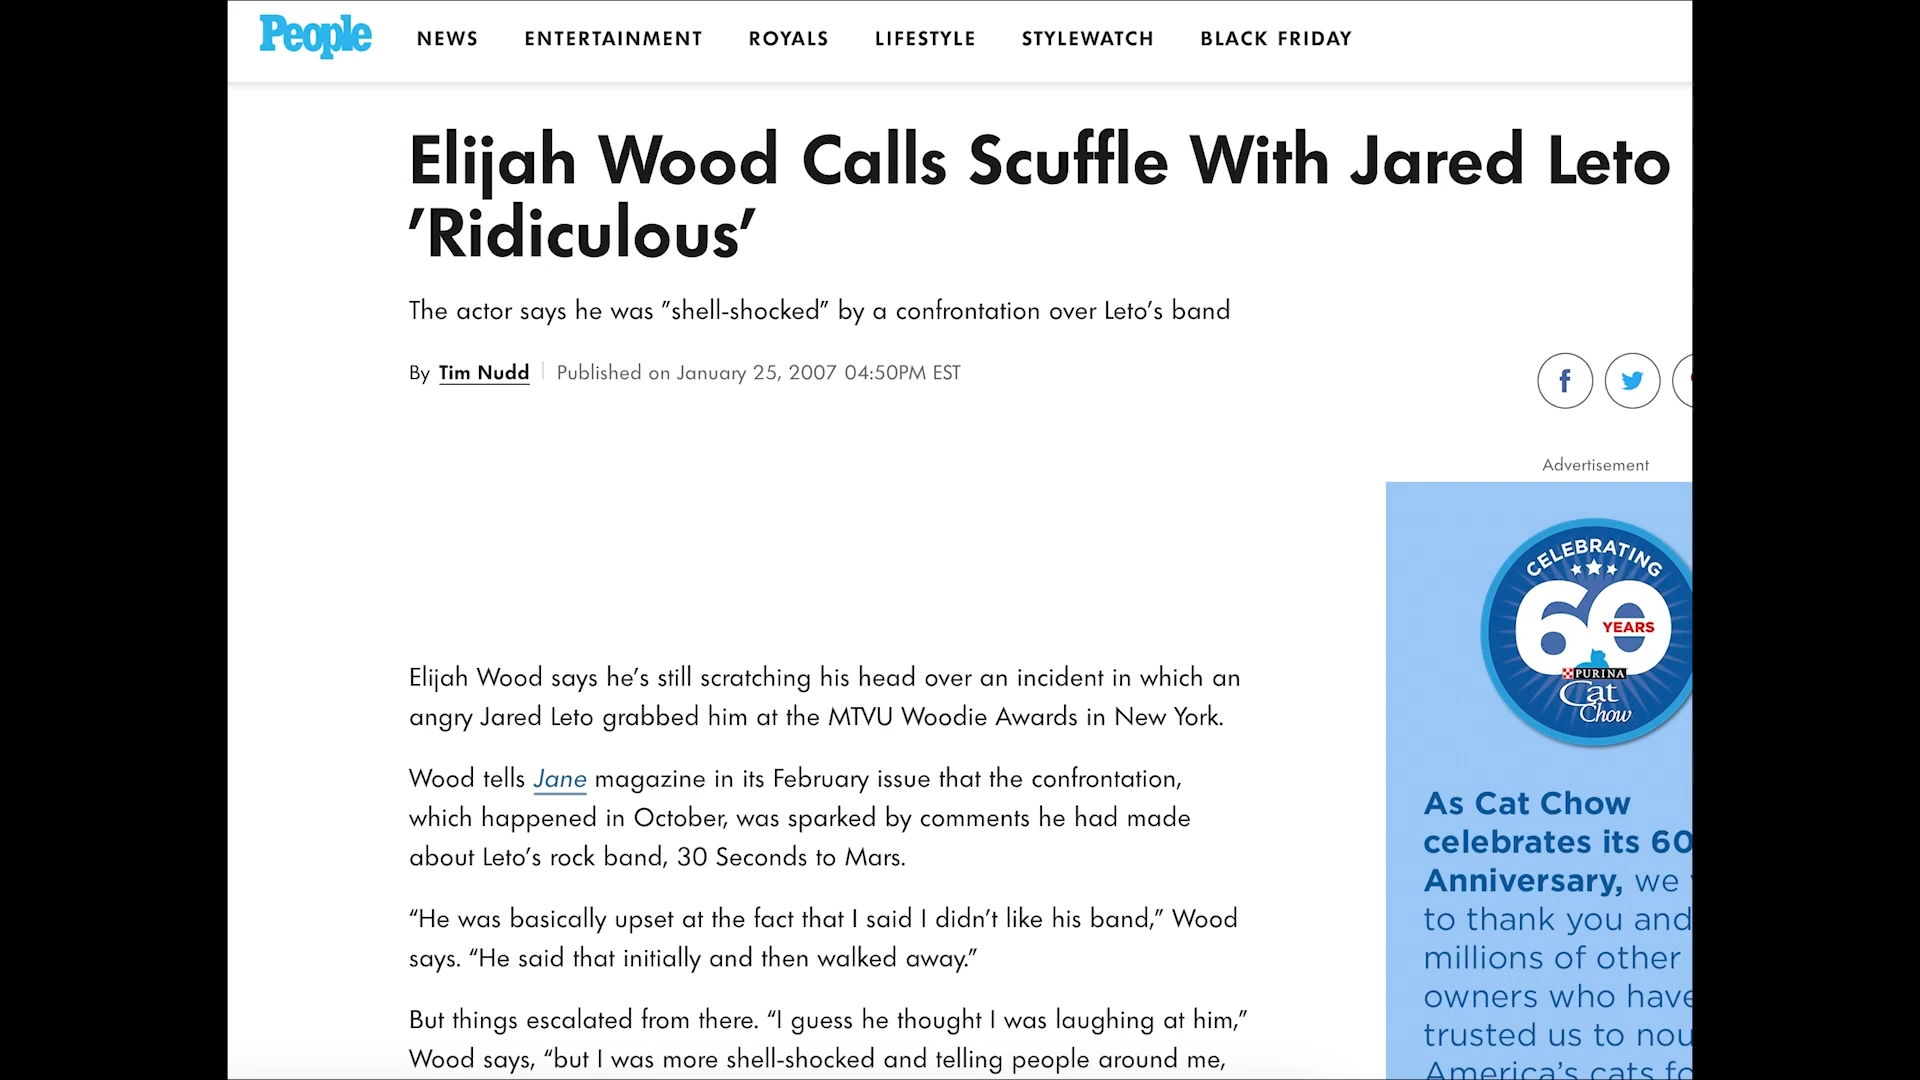 People NEWS ENTERTAINMENT ROYALS LIFESTYLE STYLEWATCH BLACK FRIDAY
Elijah Wood Calls Scuffle With Jared Leto
'Ridiculous'
The actor says he was "shell-shocked" by a confrontation over Leto's band
By Tim Nudd Published on January 25, 2007 04:50PM EST
Advertisement
CELEBRATING
60
YEARS
PURINA
Cat
Chow
Elijah Wood says he's still scratching his head over an incident in which an
angry Jared Leto grabbed him at the MTVU Woodie Awards in New York.
Wood tells Jane magazine in its February issue that the confrontation,
which happened in October, was sparked by comments he had made
about Leto's rock band, 30 Seconds to Mars.
“He was basically upset at the fact that I said I didn't like his band,” Wood
says. “He said that initially and then walked away.”
But things escalated from there. “I guess he thought I was laughing at him,”
Wood says, “but I was more shell-shocked and telling people around me,
As Cat Chow
celebrates its 60
Anniversary, we
to thank you and
millions of other
owners who have
trusted us to nou
America's cats fo